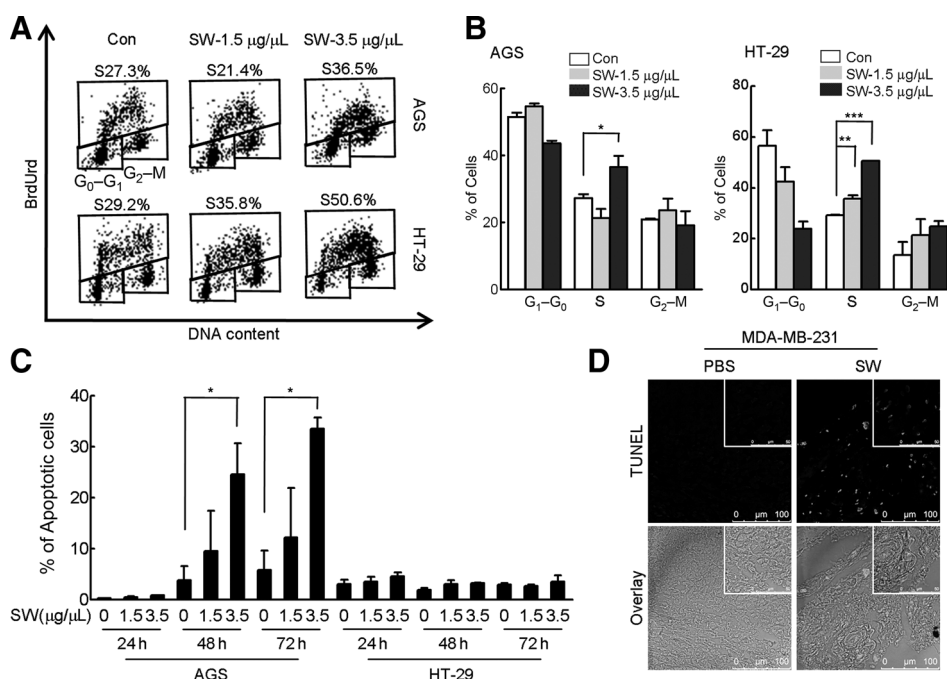 A
Con SW-1.5 μg/μL SW-3.5 μg/μL
S27.3% S21.4% S36.5%
AGS
G0–G1 G2–M
S29.2% S35.8% S50.6%
HT-29
BrdUrd
DNA content
B
AGS
Con
SW-1.5 μg/μL
SW-3.5 μg/μL
60
40
20
0
% of Cells
*
G1–G0 S G2–M
HT-29
Con
SW-1.5 μg/μL
SW-3.5 μg/μL
80
60
40
20
0
% of Cells
***
**
G1–G0 S G2–M
C
40
30
20
10
0
% of Apoptotic cells
* *
SW(μg/μL) 0 1.5 3.5 0 1.5 3.5 0 1.5 3.5 0 1.5 3.5 0 1.5 3.5 0 1.5 3.5
24 h 48 h 72 h 24 h 48 h 72 h
AGS HT-29
D
MDA-MB-231
PBS SW
TUNEL
0 μm 100 0 μm 100
Overlay
0 μm 100 0 μm 100